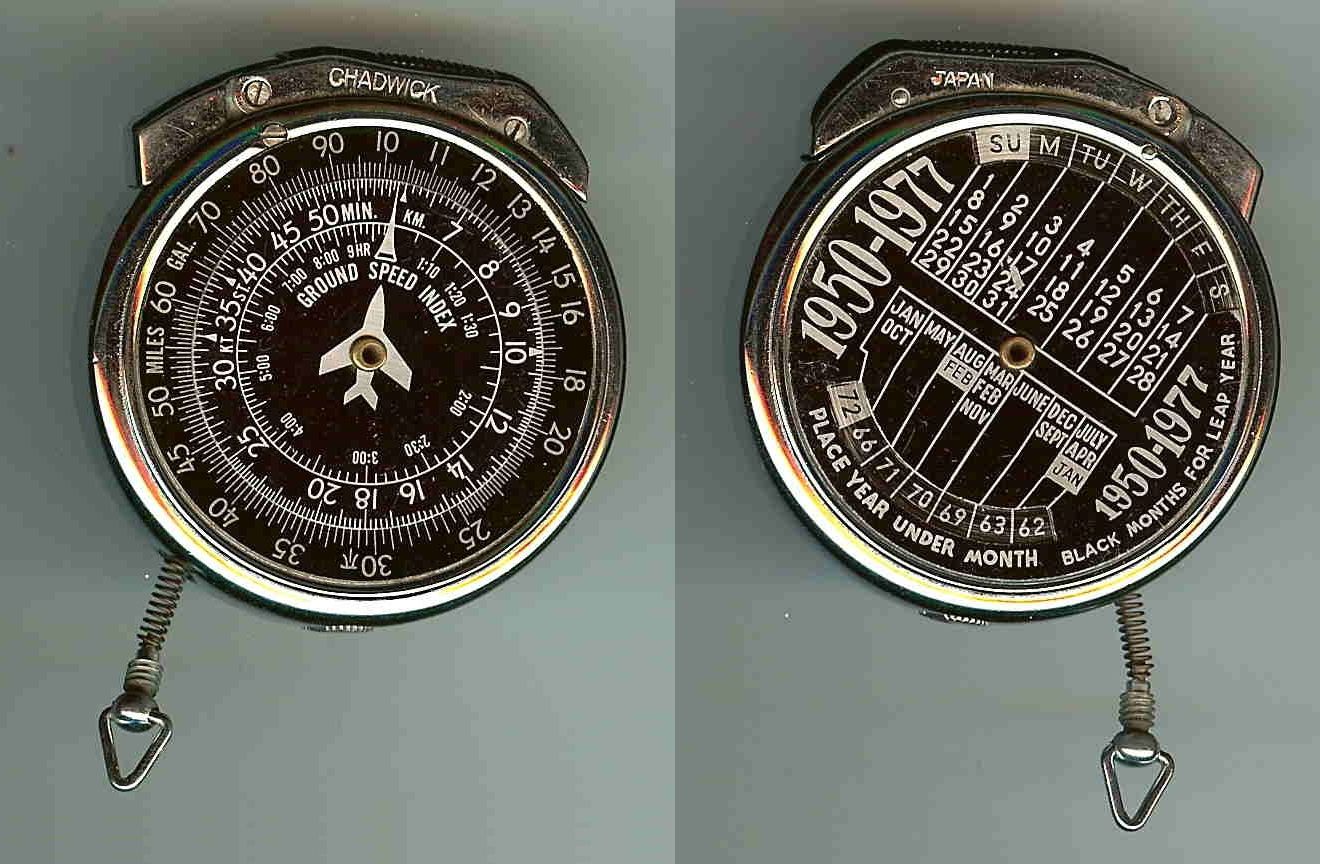 CHADWICK
10 11 12 13 14 15 16 18 20 25 30 35 40 45 50 MILES 60 GAL. 70 80 90
50 MIN. KM. 7 8 9 10 12 14 16 18 20 25 30 KT 35 ST 40 45
9HR 1:10 1:20 1:30 2:00 2:30 3:00 4:00 5:00 6:00 7:00 8:00
GROUND SPEED INDEX
JAPAN
1950-1977
SU M TU W TH F S
1 2 3 4 5 6 7
8 9 10 11 12 13 14
15 16 17 18 19 20 21
22 23 24 25 26 27 28
29 30 31
JAN MAY AUG MAR JUNE DEC JULY
OCT FEB FEB SEPT APR
NOV JAN
72 66 71 70 69 63 62
1950-1977
PLACE YEAR UNDER MONTH
BLACK MONTHS FOR LEAP YEAR